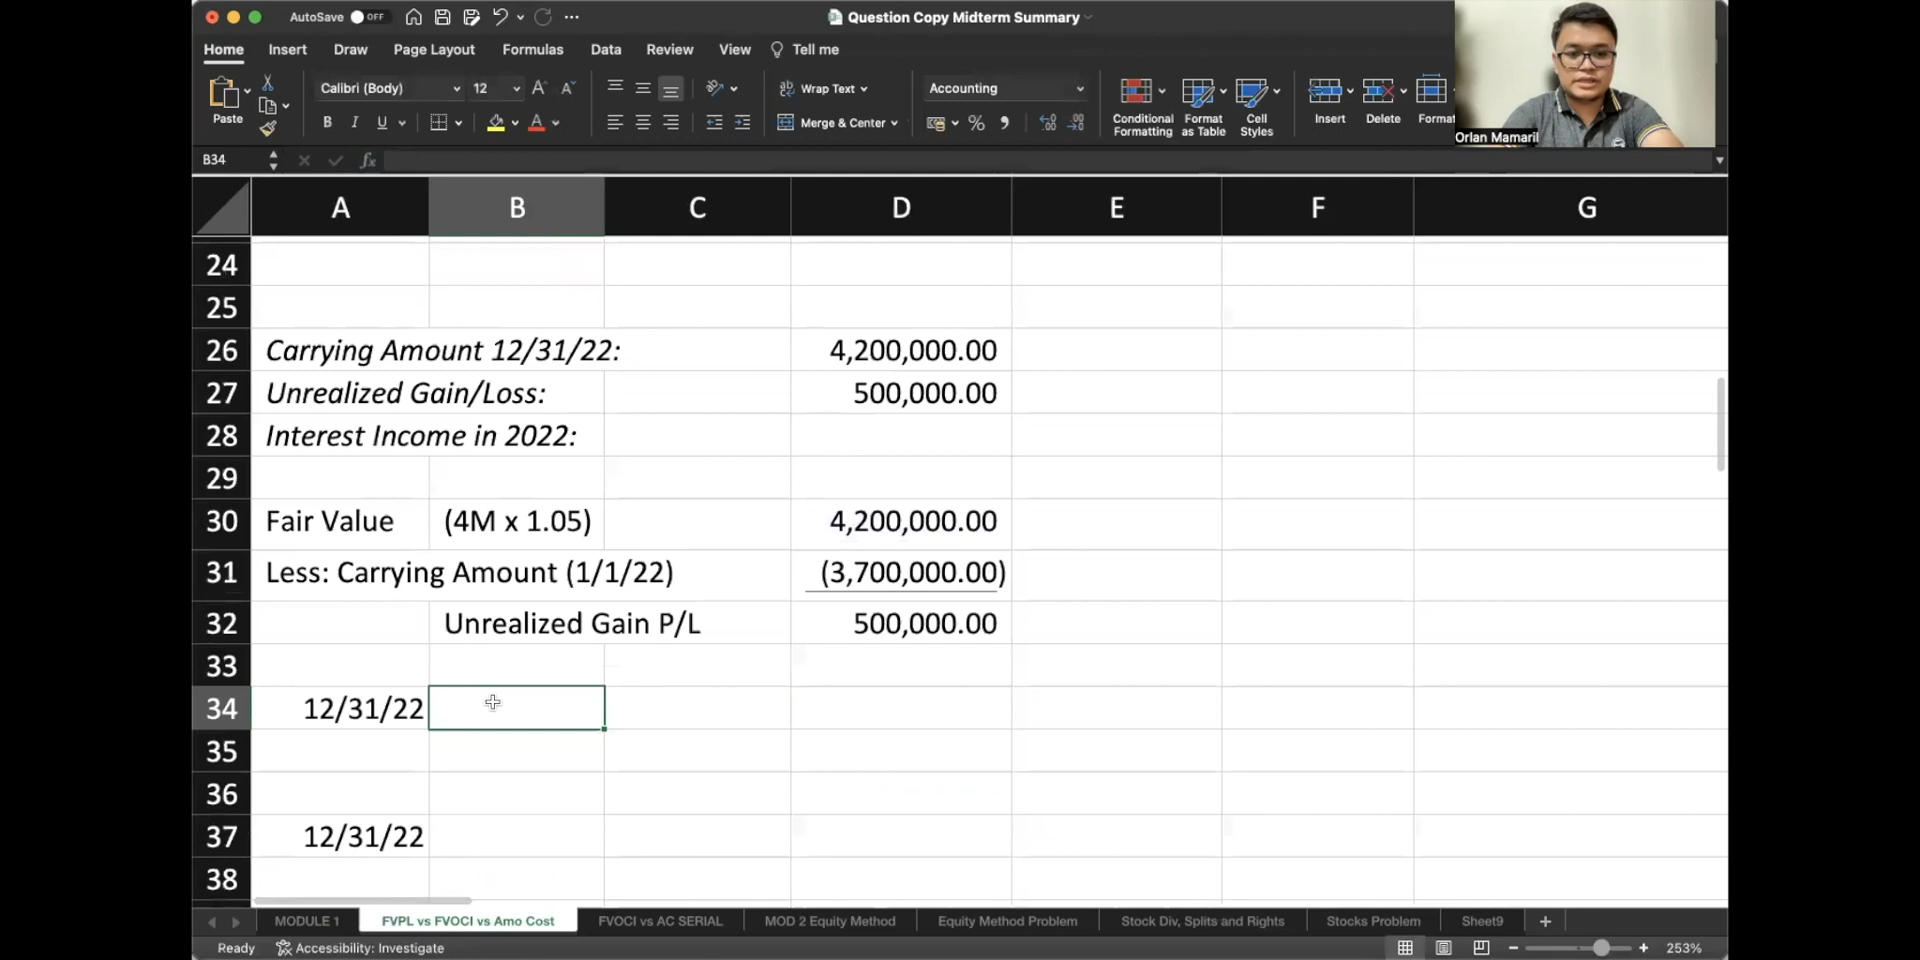 AutoSave OFF
Question Copy Midterm Summary
Home Insert Draw Page Layout Formulas Data Review View Tell me
Paste
Calibri (Body) 12
B I U
Wrap Text
Merge & Center
Accounting
Conditional Formatting
Format as Table
Cell Styles
Insert
Delete
Format
Orlan Mamaril
B34 fx
A B C D E F G
24
25
26 Carrying Amount 12/31/22: 4,200,000.00
27 Unrealized Gain/Loss: 500,000.00
28 Interest Income in 2022:
29
30 Fair Value (4M x 1.05) 4,200,000.00
31 Less: Carrying Amount (1/1/22) (3,700,000.00)
32 Unrealized Gain P/L 500,000.00
33
34 12/31/22
35
36
37 12/31/22
38
MODULE 1 FVPL vs FVOCI vs Amo Cost FVOCI vs AC SERIAL MOD 2 Equity Method Equity Method Problem Stock Div, Splits and Rights Stocks Problem Sheet9 +
Ready Accessibility: Investigate 253%